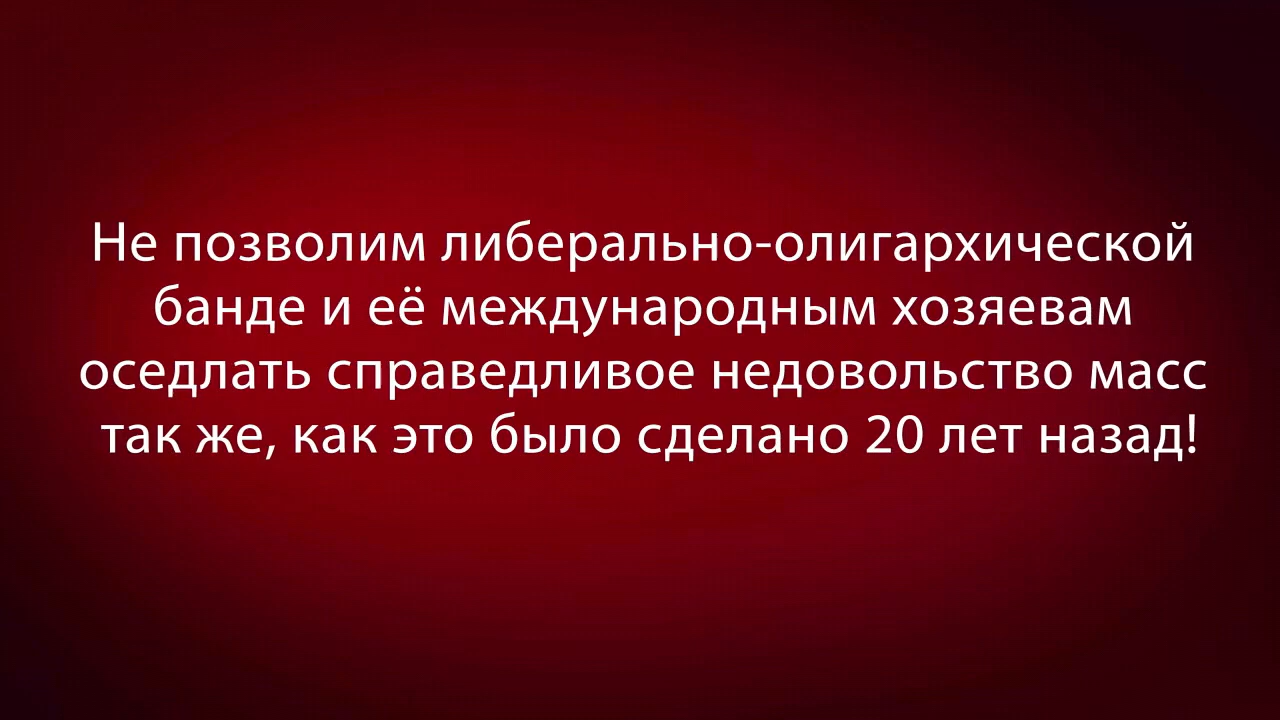 Не позволим либерально-олигархической
банде и её международным хозяевам
оседлать справедливое недовольство масс
так же, как это было сделано 20 лет назад!